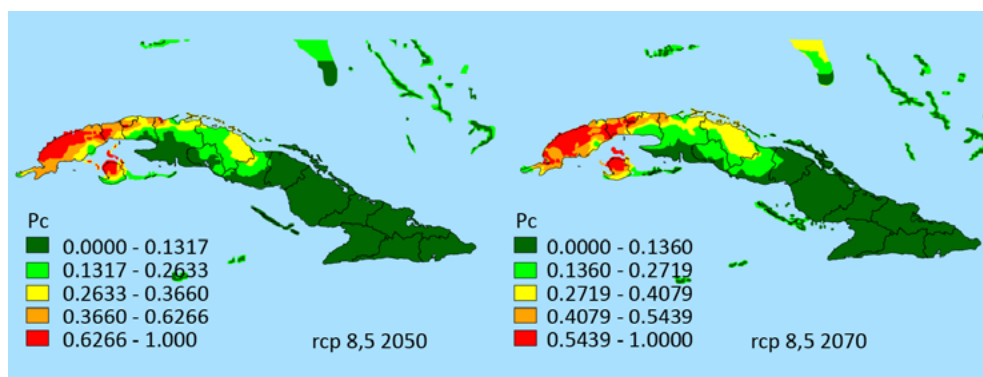 Pc
0.0000 - 0.1317
0.1317 - 0.2633
0.2633 - 0.3660
0.3660 - 0.6266
0.6266 - 1.000
rcp 8,5 2050
Pc
0.0000 - 0.1360
0.1360 - 0.2719
0.2719 - 0.4079
0.4079 - 0.5439
0.5439 - 1.0000
rcp 8,5 2070